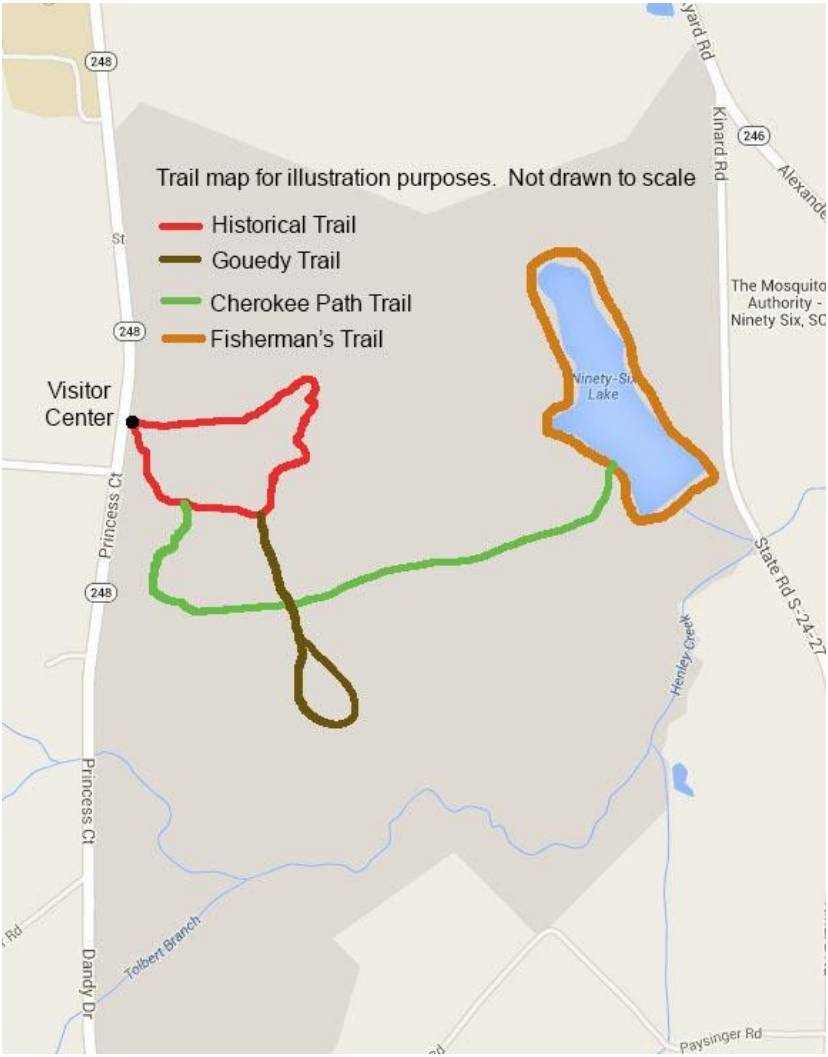 yard Rd
248
Kinard Rd
246
Alexande
Trail map for illustration purposes. Not drawn to scale
Historical Trail
St
Gouedy Trail
Cherokee Path Trail
The Mosquito
Authority -
Ninety Six, SC
248
Fisherman's Trail
Visitor
Center
Ninety-Six
Lake
Princess Ct
248
State Rd S-24-27
Henley Creek
Princess Ct
Tolbert Branch
r Rd
Dandy Dr
Rd
Paysinger Rd